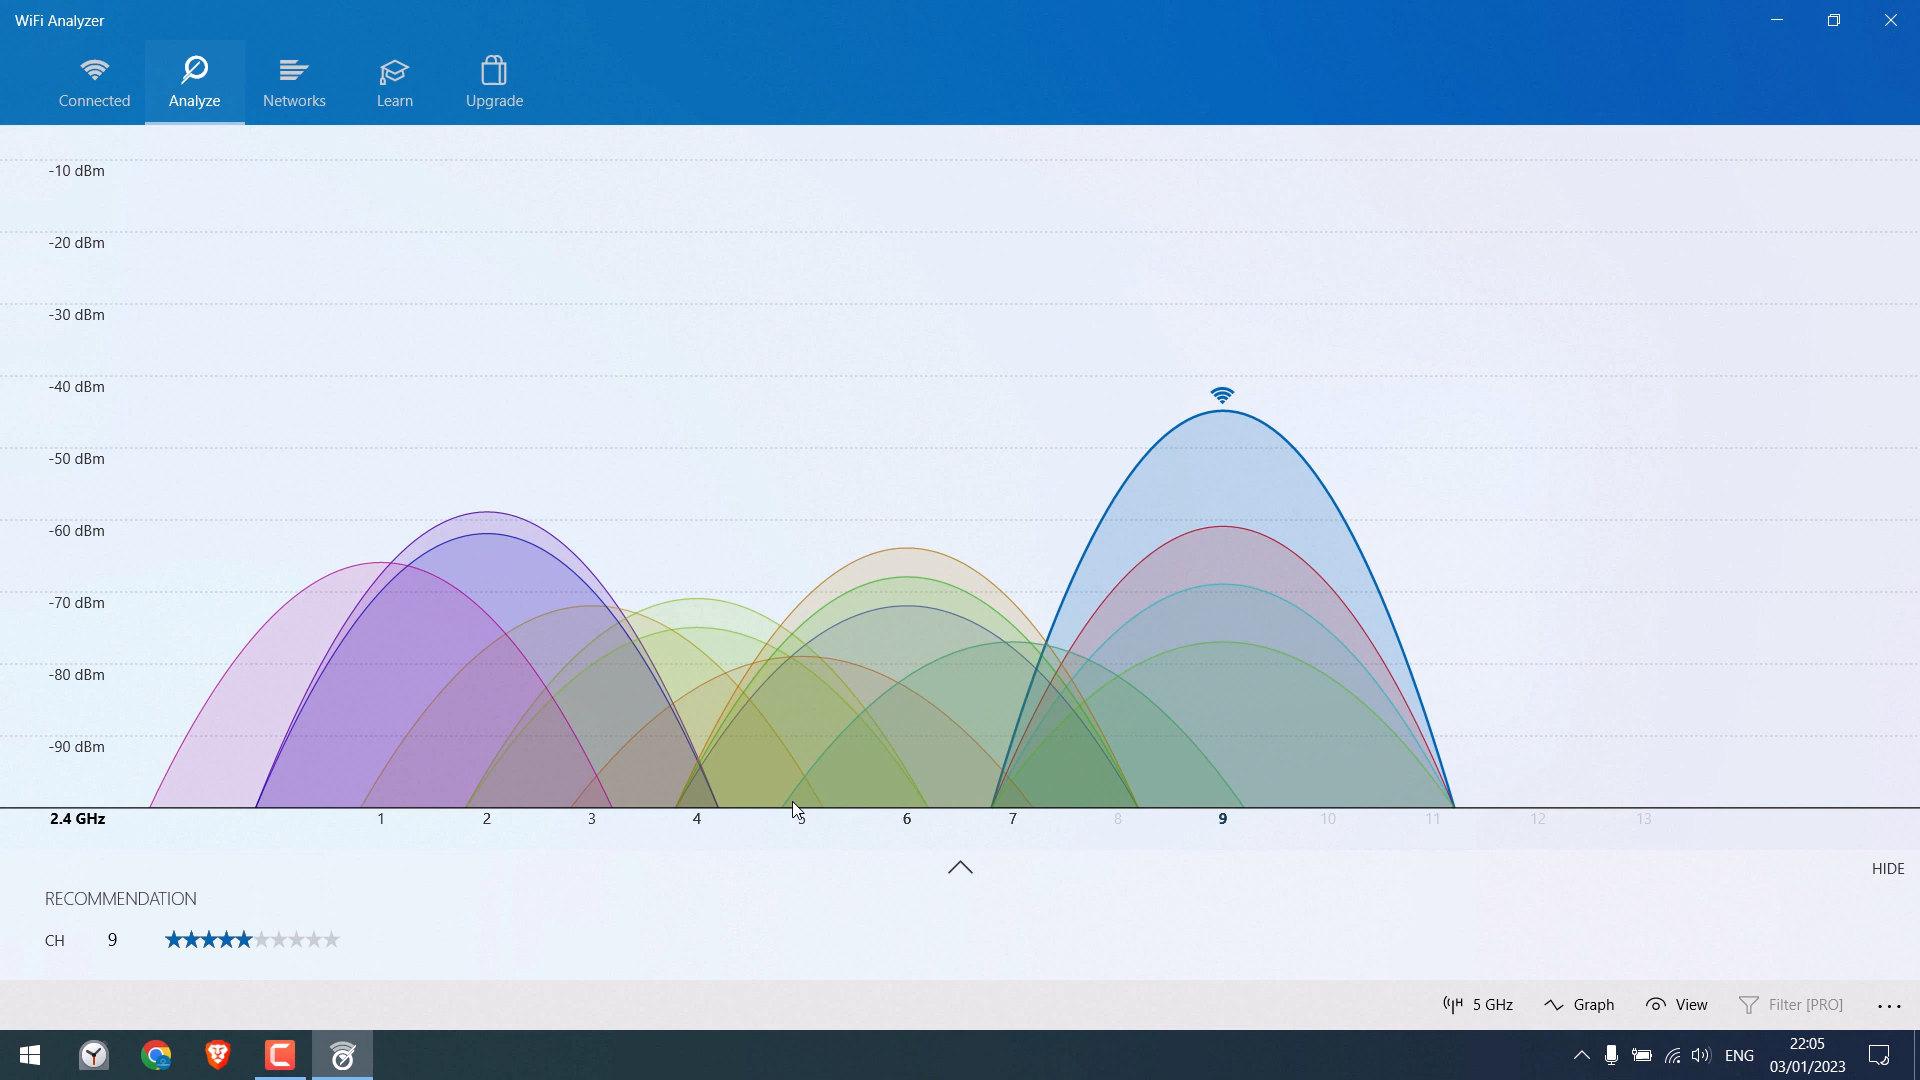 WiFi Analyzer
Connected
Analyze
Networks
Learn
Upgrade
-10 dBm
-20 dBm
-30 dBm
-40 dBm
-50 dBm
-60 dBm
-70 dBm
-80 dBm
-90 dBm
2.4 GHz 1 2 3 4 5 6 7 8 9 10 11 12 13
HIDE
RECOMMENDATION
CH 9
5 GHz Graph View Filter [PRO]
22:05
ENG
03/01/2023